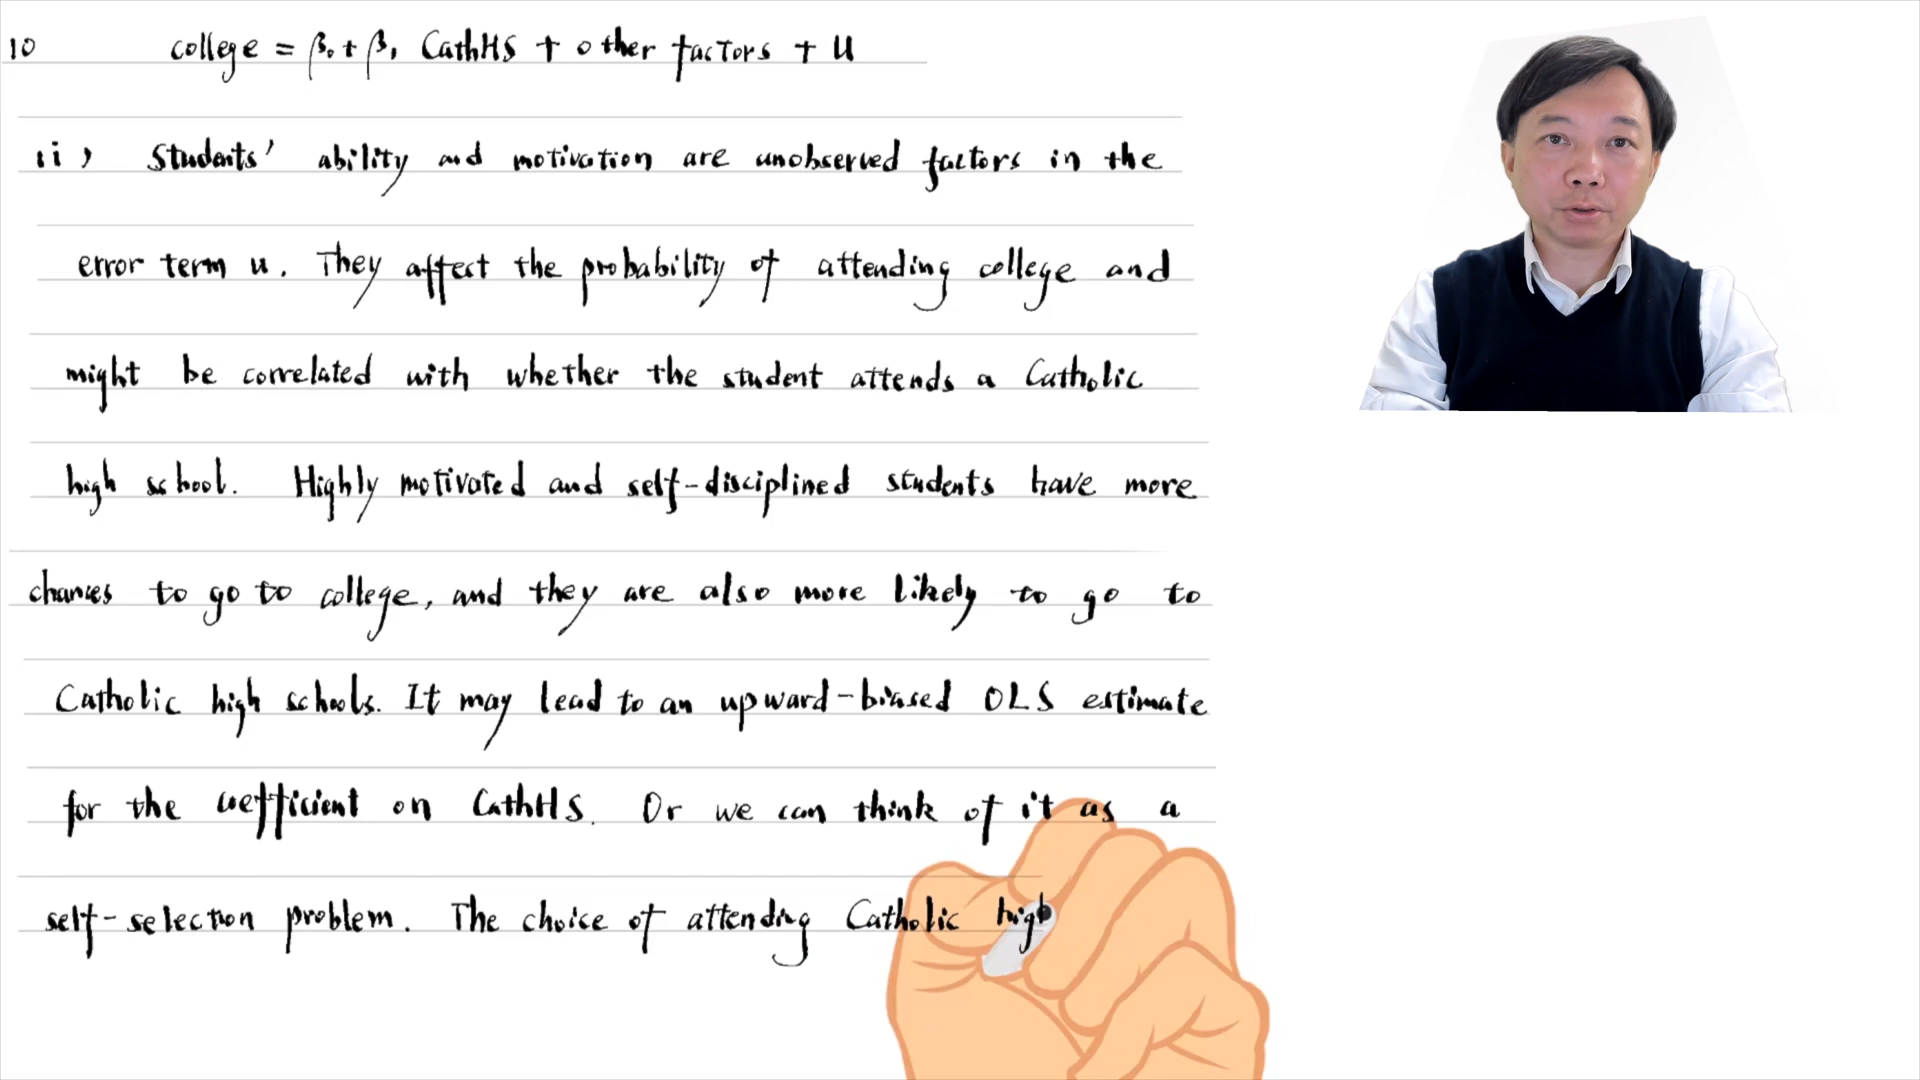 10 college = β₀ + β₁ CathHS + other factors + u
ii) Students' ability and motivation are unobserved factors in the
error term u. They affect the probability of attending college and
might be correlated with whether the student attends a Catholic
high school. Highly motivated and self-disciplined students have more
chances to go to college, and they are also more likely to go to
Catholic high schools. It may lead to an upward-biased OLS estimate
for the coefficient on CathHS. Or we can think of it as a
self-selection problem. The choice of attending Catholic high